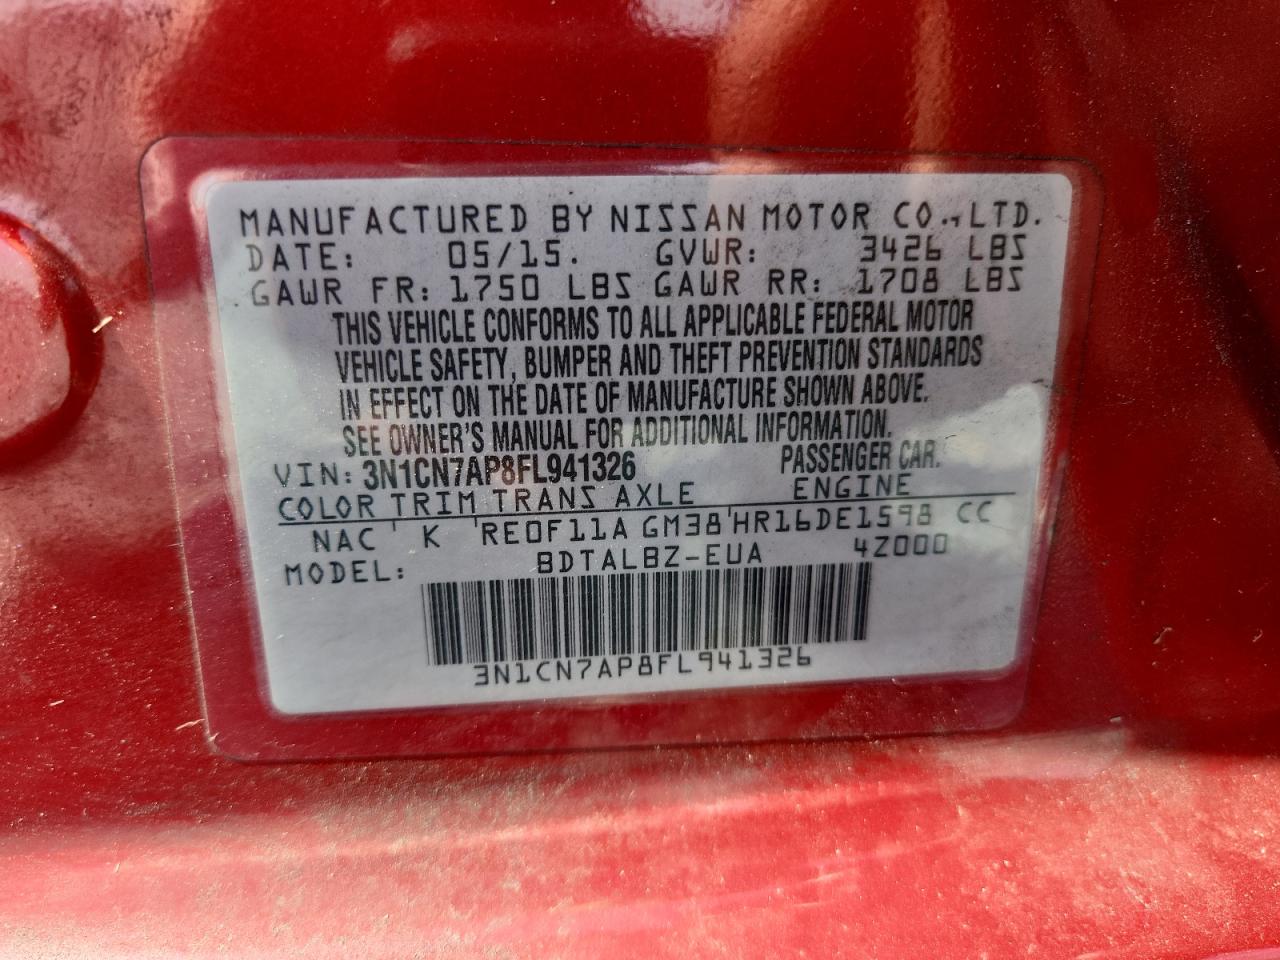 MANUFACTURED BY NISSAN MOTOR CO., LTD.
DATE: 05/15. GVWR: 3426 LBS
GAWR FR: 1750 LBS GAWR RR: 1708 LBS
THIS VEHICLE CONFORMS TO ALL APPLICABLE FEDERAL MOTOR
VEHICLE SAFETY, BUMPER AND THEFT PREVENTION STANDARDS
IN EFFECT ON THE DATE OF MANUFACTURE SHOWN ABOVE.
SEE OWNER'S MANUAL FOR ADDITIONAL INFORMATION.
VIN: 3N1CN7AP8FL941326 PASSENGER CAR.
COLOR TRIM TRANS AXLE ENGINE
NAC K RE0F11A GM38 HR16DE1598 CC
MODEL: BDTALBZ-EUA 4Z000
3N1CN7AP8FL941326